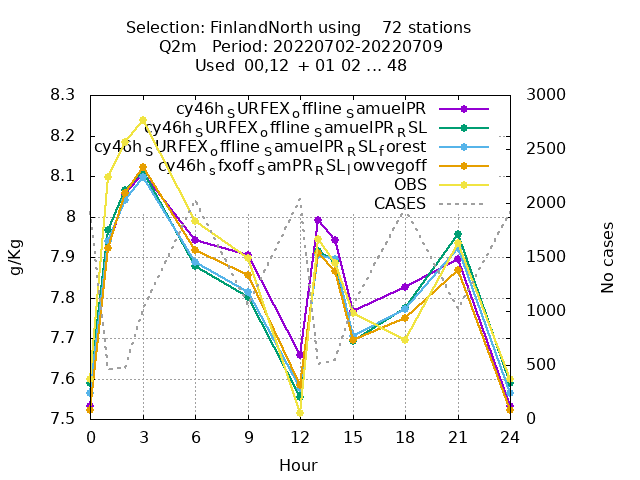 Selection: FinlandNorth using    72 stations
Q2m   Period: 20220702-20220709
Used  00,12  + 01 02 ... 48
8.3
8.2
8.1
8
7.9
7.8
7.7
7.6
7.5
3000
2500
2000
1500
1000
500
0
g/Kg
No cases
cy46h_SURFEX_offline_SamuelPR
cy46h_SURFEX_offline_SamuelPR_RSL
cy46h_SURFEX_offline_SamuelPR_RSL_forest
cy46h_sfxoff_SamPR_RSL_lowvegoff
OBS
CASES
0 3 6 9 12 15 18 21 24
Hour